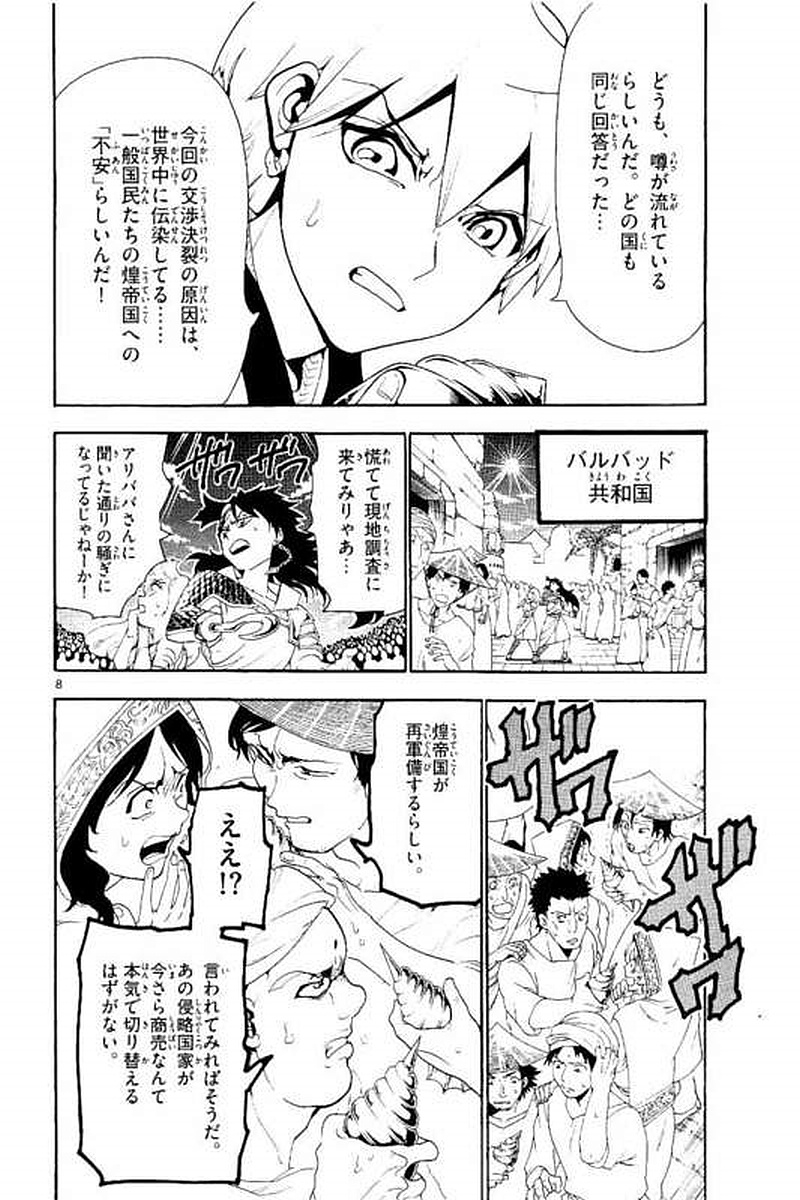 どうも、噂が流れている
らしいんだ。どの国も
同じ回答だった…
今回の交渉決裂の原因は、
世界中に伝染してる……
一般国民たちの煌帝国への
「不安」らしいんだ！
バルバッド
共和国
慌てて現地調査に
来てみりゃあ…
ザワ
ザワ
アリババさんに
聞いた通りの騒ぎに
なってるじゃねーか！
8
ザワ
ザワ
煌帝国が
再軍備するらしい。
ええ!?
言われてみればそうだ。
あの侵略国家が
今さら商売なんて
本気で切り替える
はずがない。